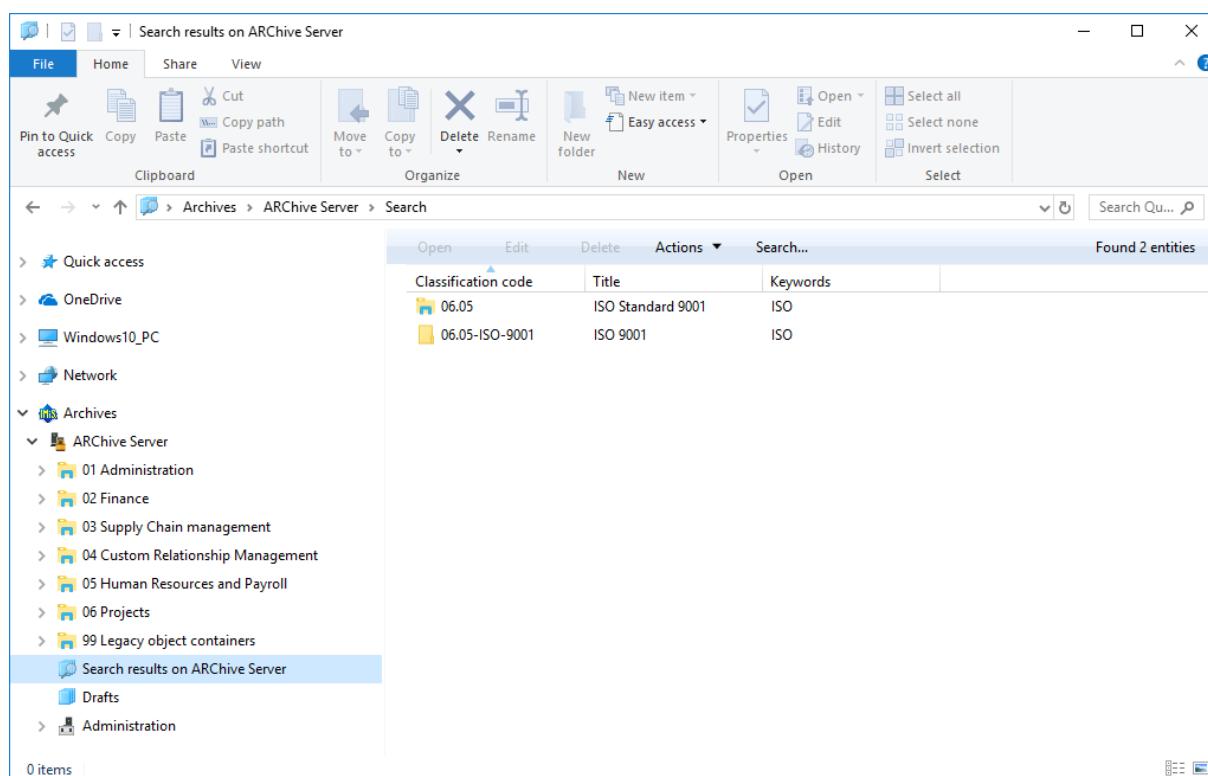 Search results on ARChive Server
File Home Share View
Pin to Quick access
Copy
Paste
Cut
Copy path
Paste shortcut
Clipboard
Move to
Copy to
Delete
Rename
Organize
New folder
New item
Easy access
New
Properties
Open
Edit
History
Open
Select all
Select none
Invert selection
Select
Archives > ARChive Server > Search
Search Qu...
Quick access
OneDrive
Windows10_PC
Network
Archives
ARChive Server
01 Administration
02 Finance
03 Supply Chain management
04 Custom Relationship Management
05 Human Resources and Payroll
06 Projects
99 Legacy object containers
Search results on ARChive Server
Drafts
Administration
Open Edit Delete Actions Search... Found 2 entities
Classification code Title Keywords
06.05 ISO Standard 9001 ISO
06.05-ISO-9001 ISO 9001 ISO
0 items